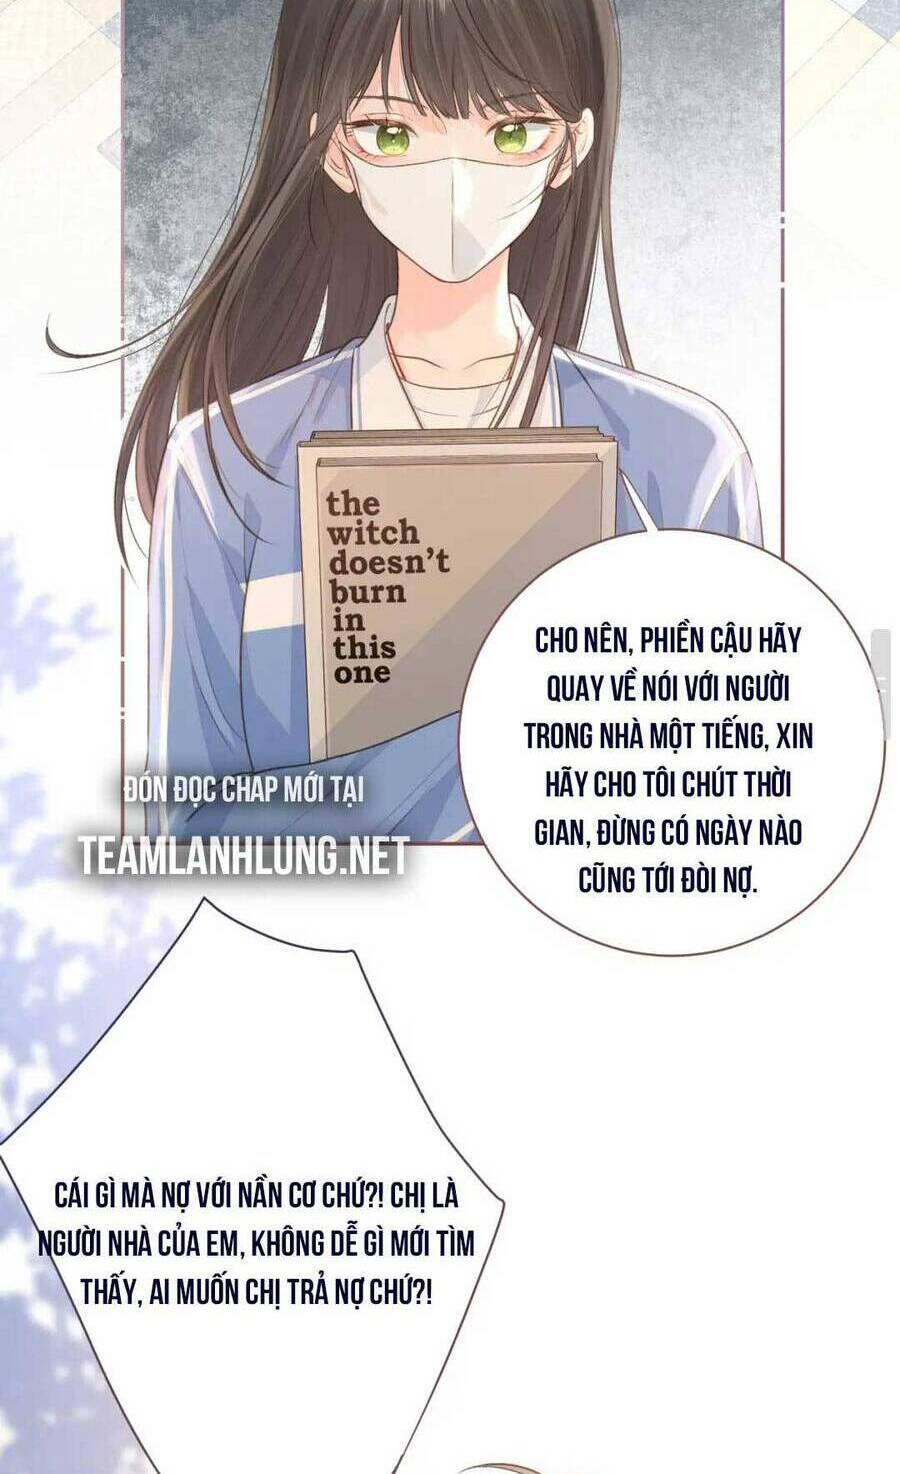 the
witch
doesn't
burn
in
this
one
CHO NÊN, PHIỀN CẬU HÃY
QUAY VỀ NÓI VỚI NGƯỜI
TRONG NHÀ MỘT TIẾNG, XIN
HÃY CHO TÔI CHÚT THỜI
GIAN, ĐỪNG CÓ NGÀY NÀO
CŨNG TỚI ĐÒI NỢ.
ĐÓN ĐỌC CHAP MỚI TẠI
TEAMLANHLUNG.NET
CÁI GÌ MÀ NỢ VỚI NẦN CƠ CHỨ?! CHỊ LÀ
NGƯỜI NHÀ CỦA EM, KHÔNG DỄ GÌ MỚI TÌM
THẤY, AI MUỐN CHỊ TRẢ NỢ CHỨ?!